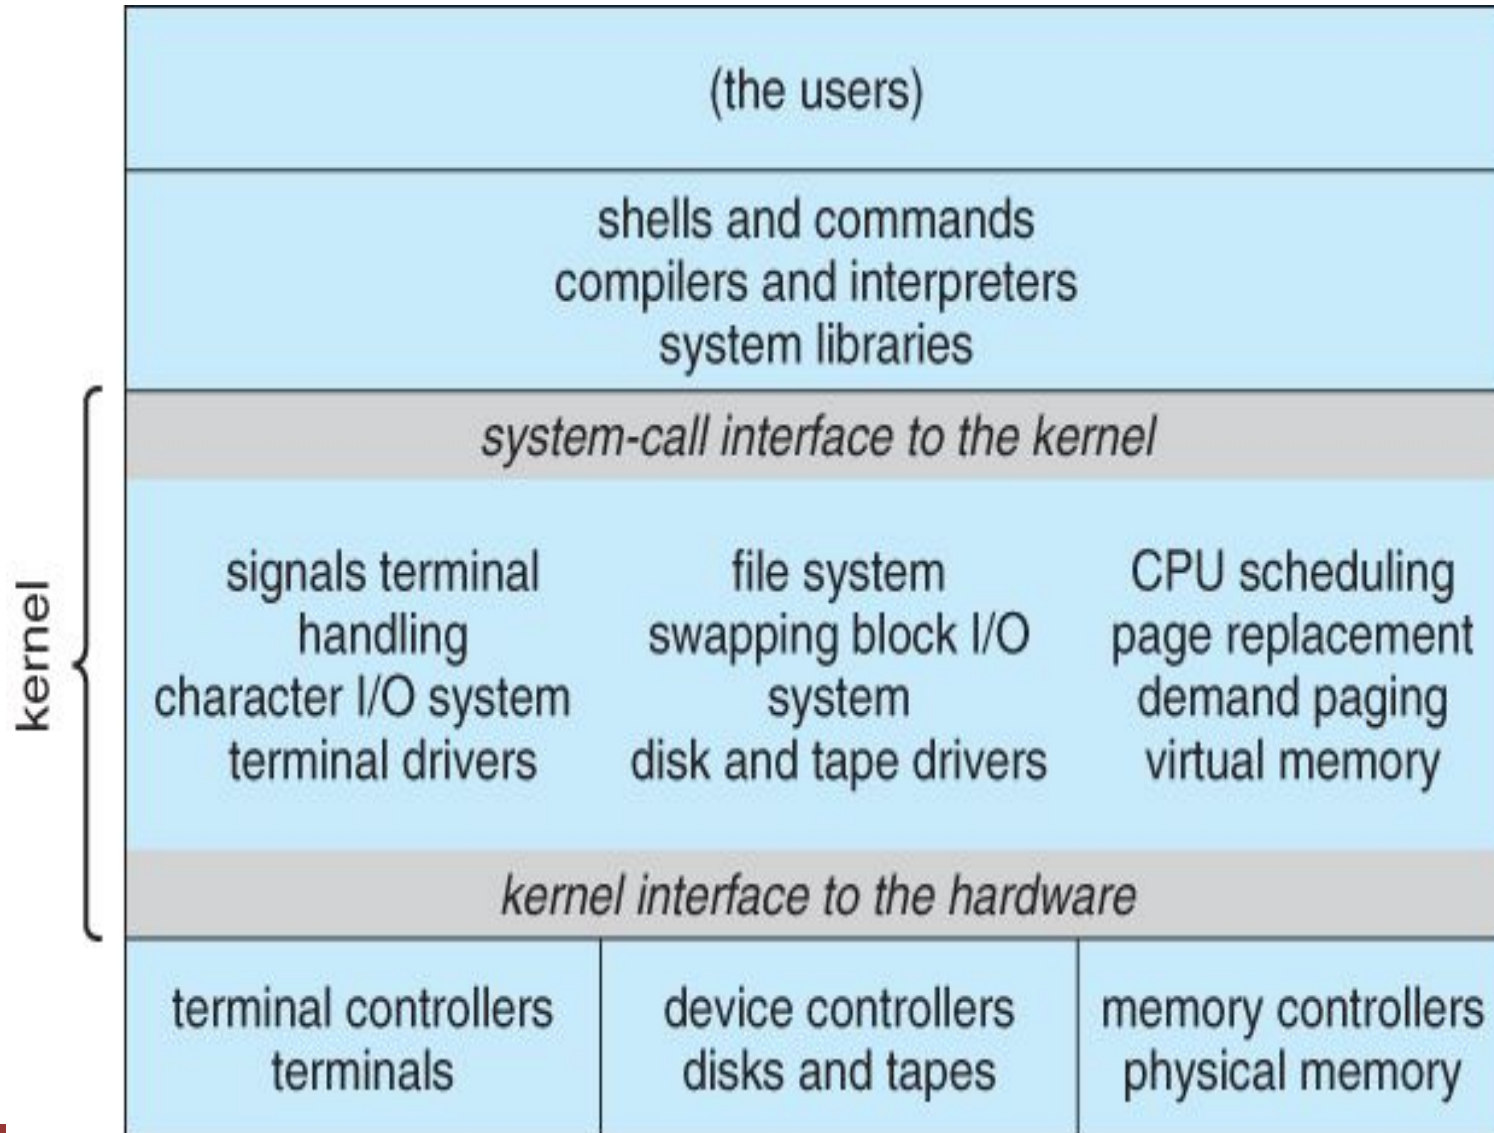 (the users)
shells and commands
compilers and interpreters
system libraries
kernel
system-call interface to the kernel
signals terminal
handling
character I/O system
terminal drivers
file system
swapping block I/O
system
disk and tape drivers
CPU scheduling
page replacement
demand paging
virtual memory
kernel interface to the hardware
terminal controllers
terminals
device controllers
disks and tapes
memory controllers
physical memory